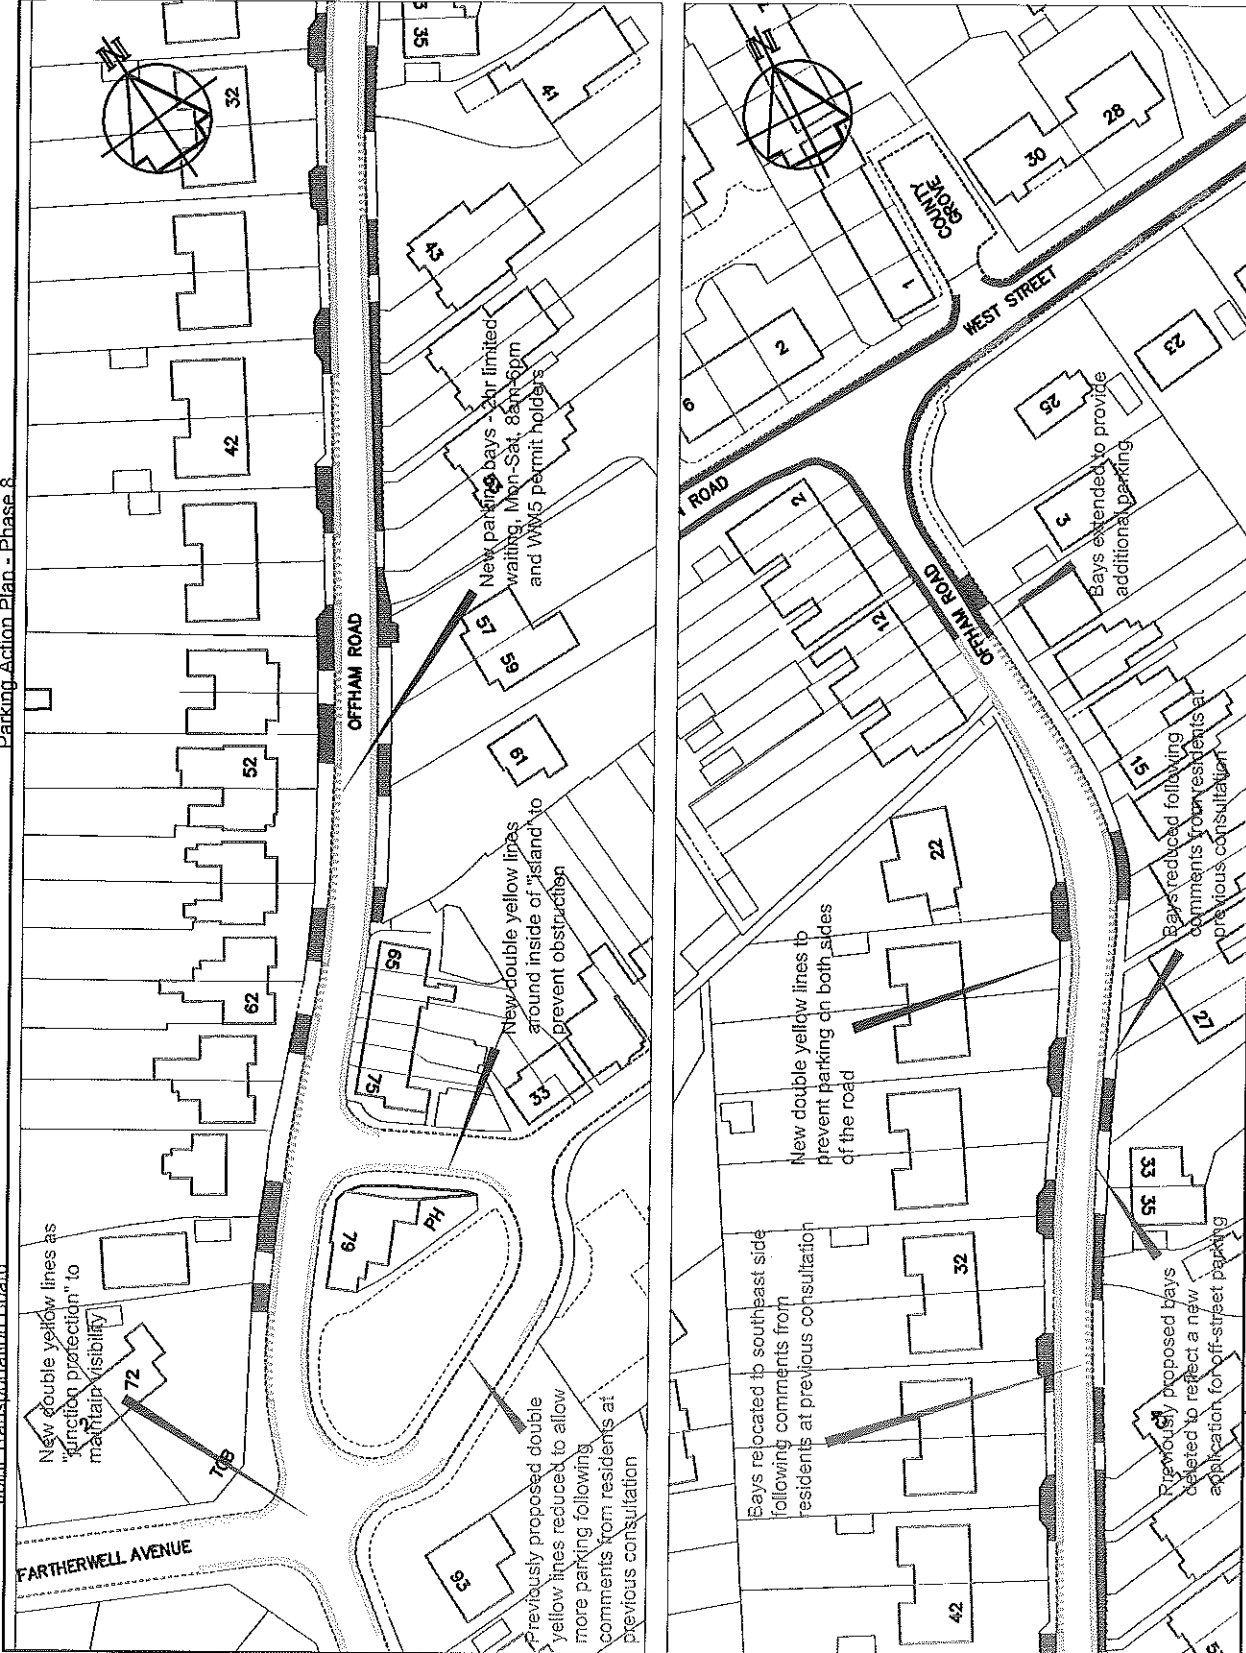 Parking Action Plan - Phase 8
N
32
35
41
43
42
New parking bays - 2hr limited
waiting, Mon-Sat, 8am-6pm
and WM5 permit holders
OFFHAM ROAD
57
59
61
52
62
65
75
New double yellow lines
around inside of "island" to
prevent obstruction
33
79
PH
New double yellow lines as
"junction protection" to
maintain visibility
72
TCB
FARTHERWELL AVENUE
93
Previously proposed double
yellow lines reduced to allow
more parking following
comments from residents at
previous consultation
N
COUNTY
GROVE
30
28
1
2
6
WEST STREET
ROAD
23
25
3
2
12
OFFHAM ROAD
Bays extended to provide
additional parking
15
Bays reduced following
comments from residents at
previous consultation
22
27
New double yellow lines to
prevent parking on both sides
of the road
33
35
32
Bays relocated to southeast side
following comments from
residents at previous consultation
Previously proposed bays
deleted to reflect a new
application for off-street parking
42